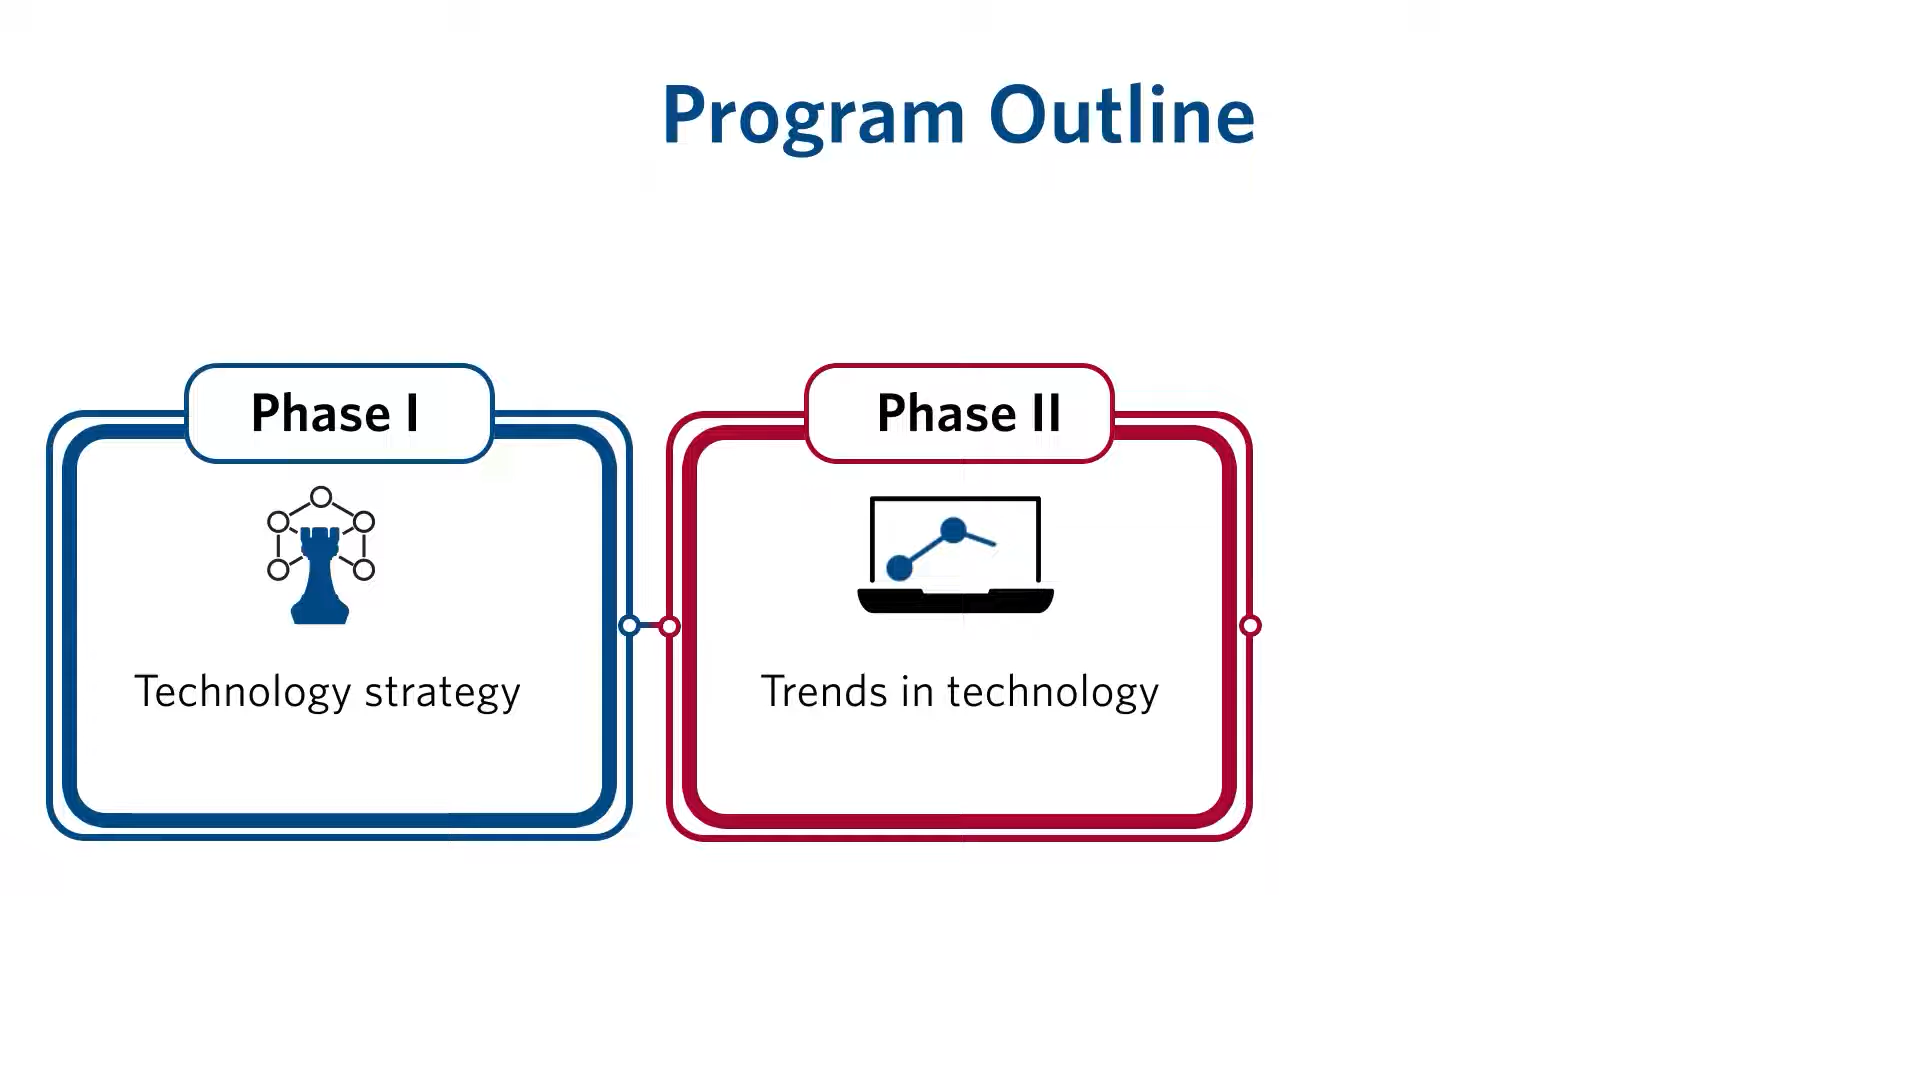 Program Outline
Phase I
Technology strategy
Phase II
Trends in technology